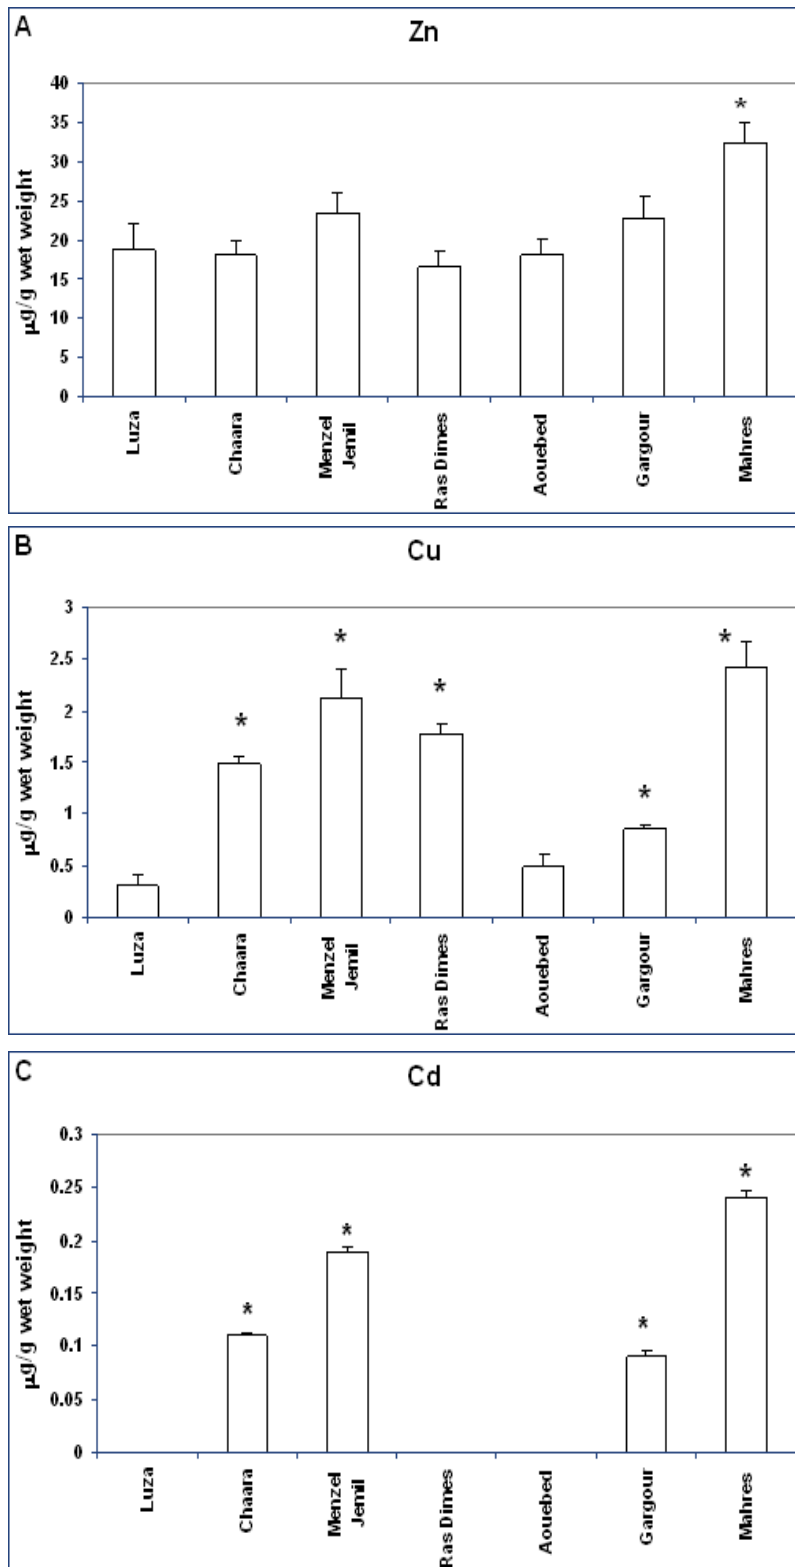 A
Zn
40
35
30
25
20
15
10
5
0
µg/g wet weight
*
Luza
Chaara
Menzel
Jemil
Ras Dimes
Aouebed
Gargour
Mahres
B
Cu
3
2.5
2
1.5
1
0.5
0
µg/g wet weight
*
*
*
*
*
Luza
Chaara
Menzel
Jemil
Ras Dimes
Aouebed
Gargour
Mahres
C
Cd
0.3
0.25
0.2
0.15
0.1
0.05
0
µg/g wet weight
*
*
*
*
Luza
Chaara
Menzel
Jemil
Ras Dimes
Aouebed
Gargour
Mahres